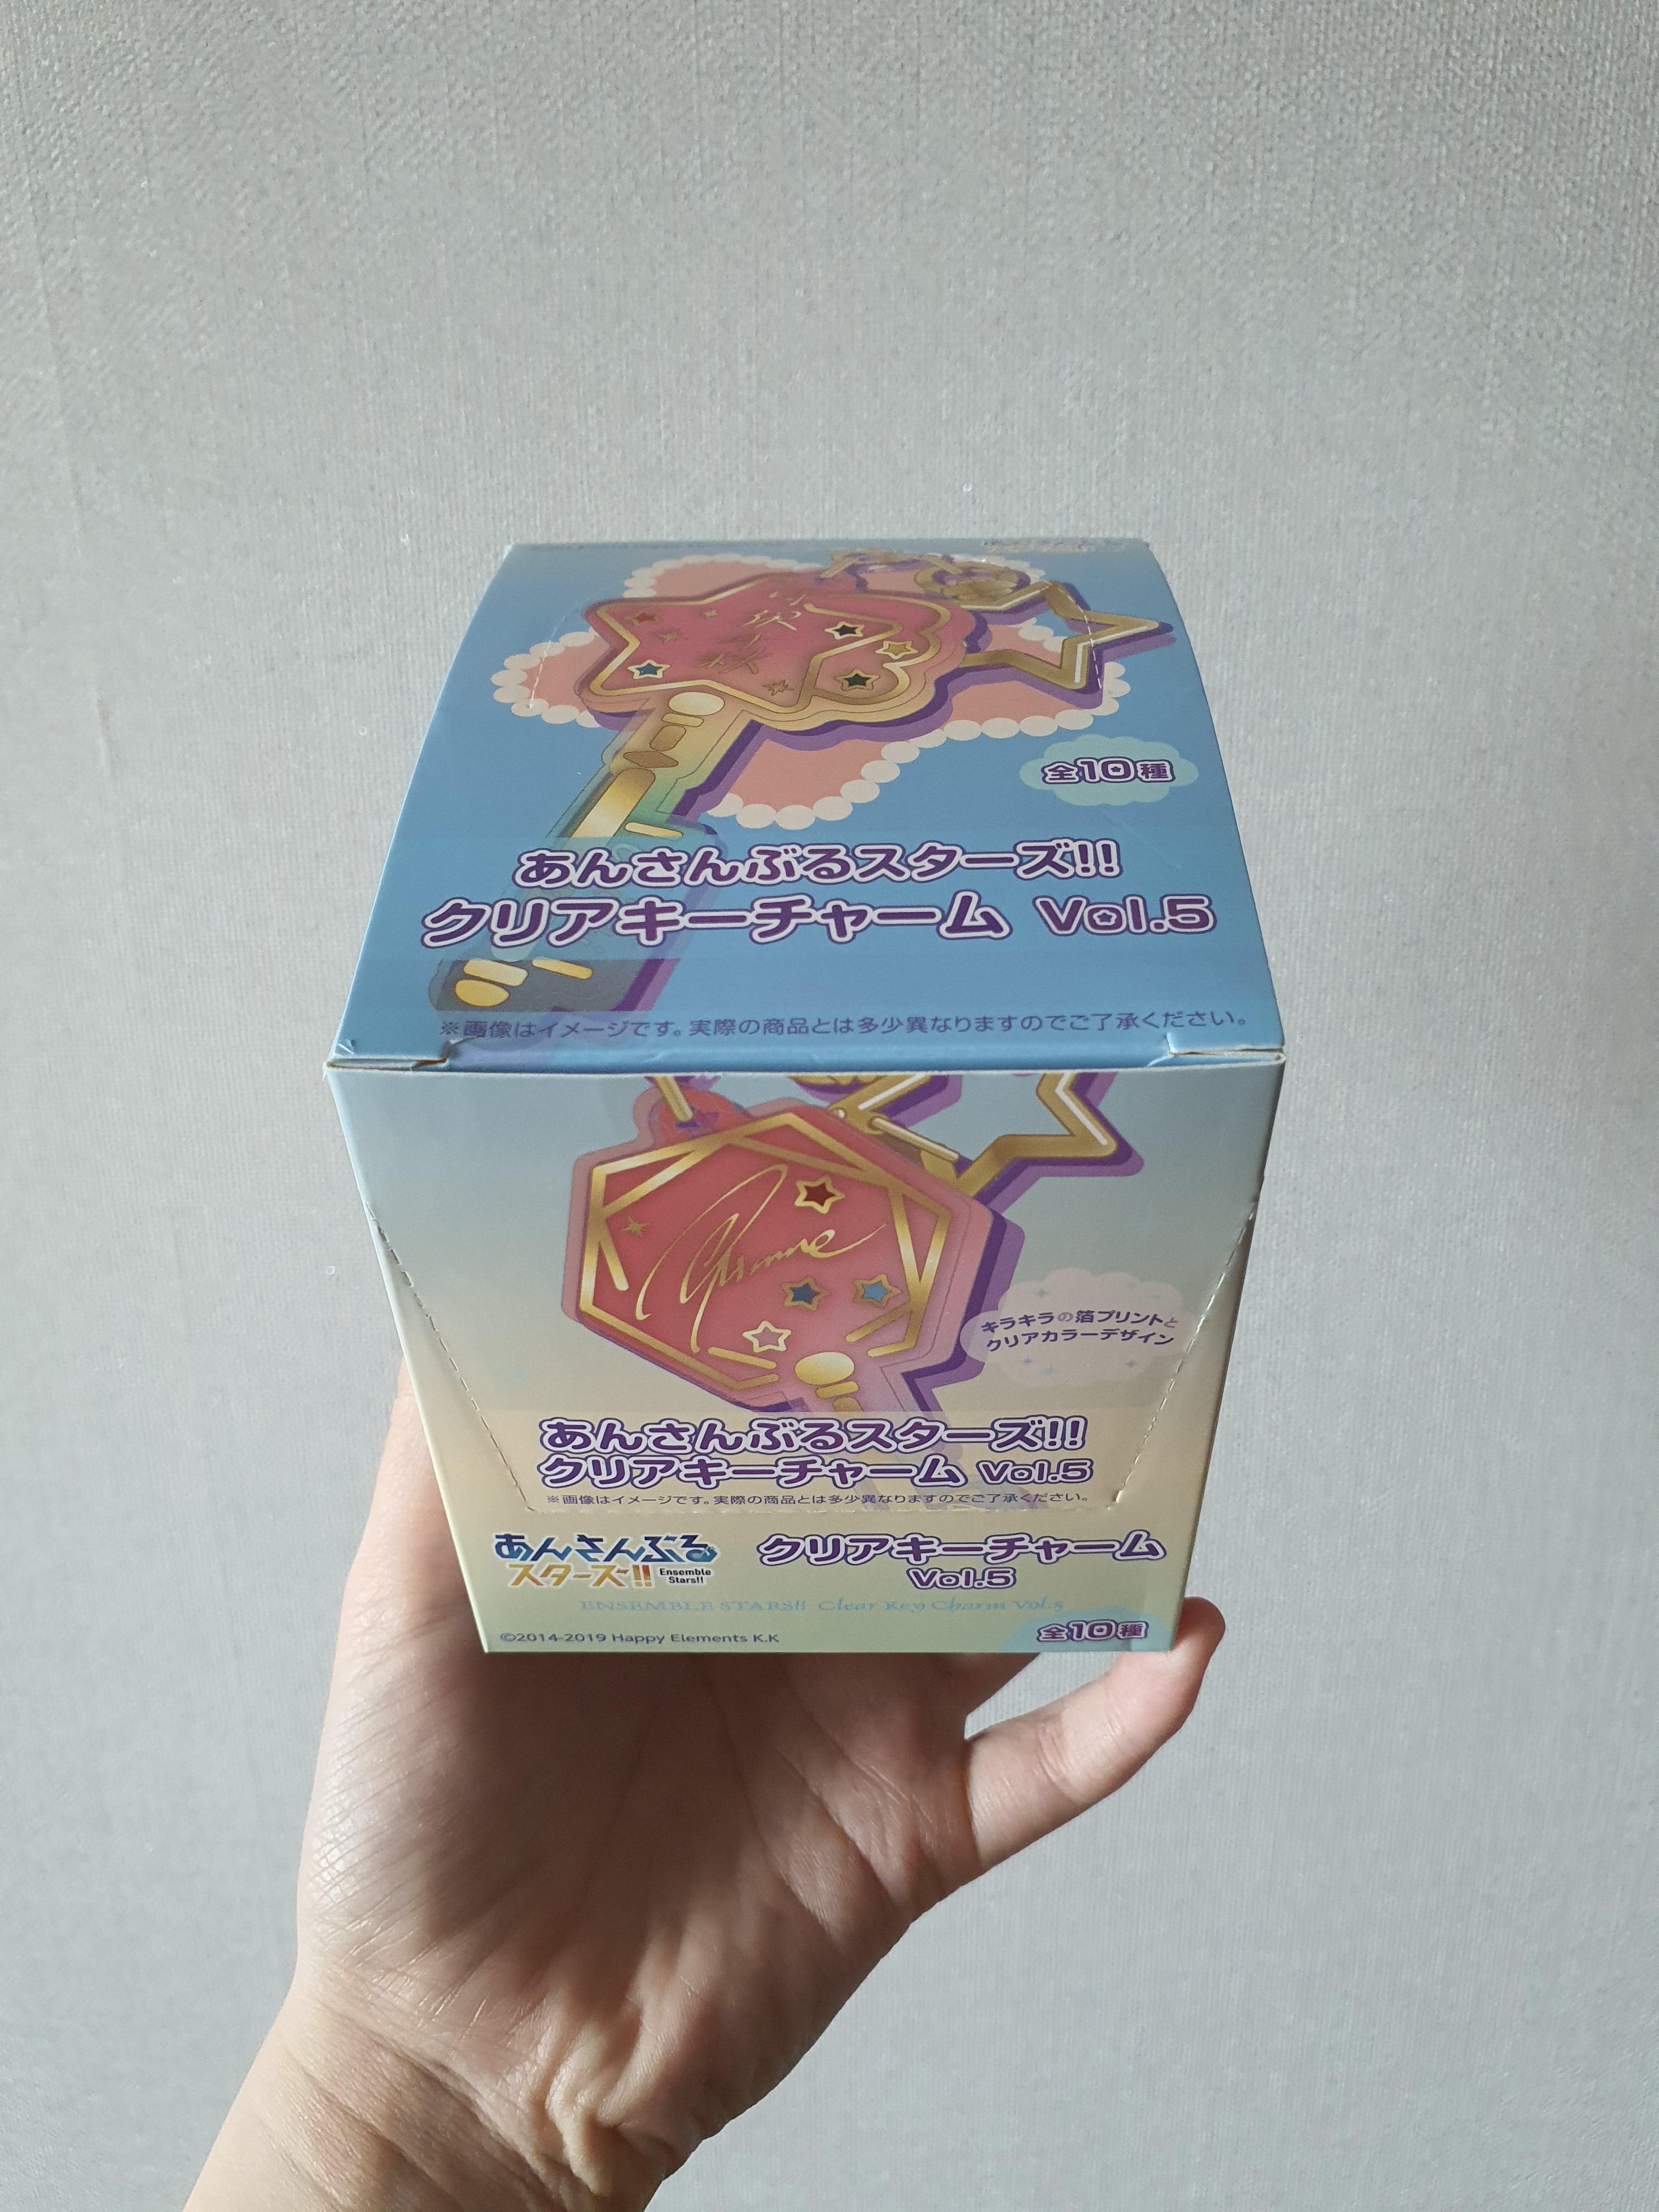 全10種
あんさんぶるスターズ!!
クリアキーチャーム Vol.5
※画像はイメージです。実際の商品とは多少異なりますのでご了承ください。
キラキラの箔プリントと
クリアカラーデザイン
あんさんぶるスターズ!!
クリアキーチャーム Vol.5
※画像はイメージです。実際の商品とは多少異なりますのでご了承ください。
あんさんぶる
スターズ!!
Ensemble
Stars!!
クリアキーチャーム
Vol.5
ENSEMBLE STARS!! Clear Key Charm Vol.5
©2014-2019 Happy Elements K.K
全10種